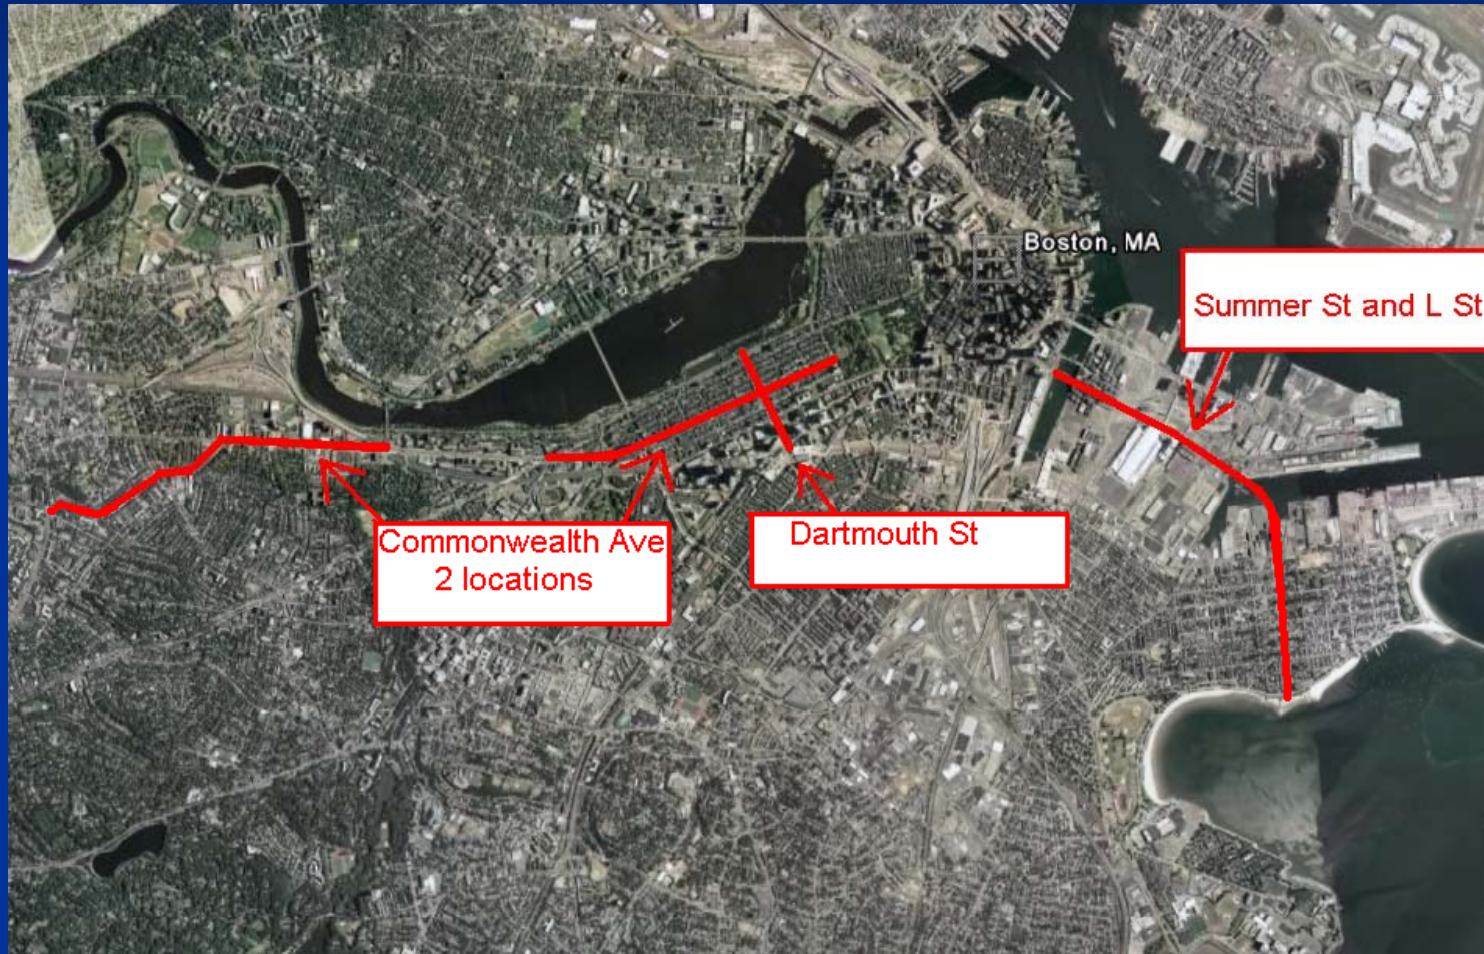 Boston, MA
Summer St and L St
Commonwealth Ave
2 locations
Dartmouth St